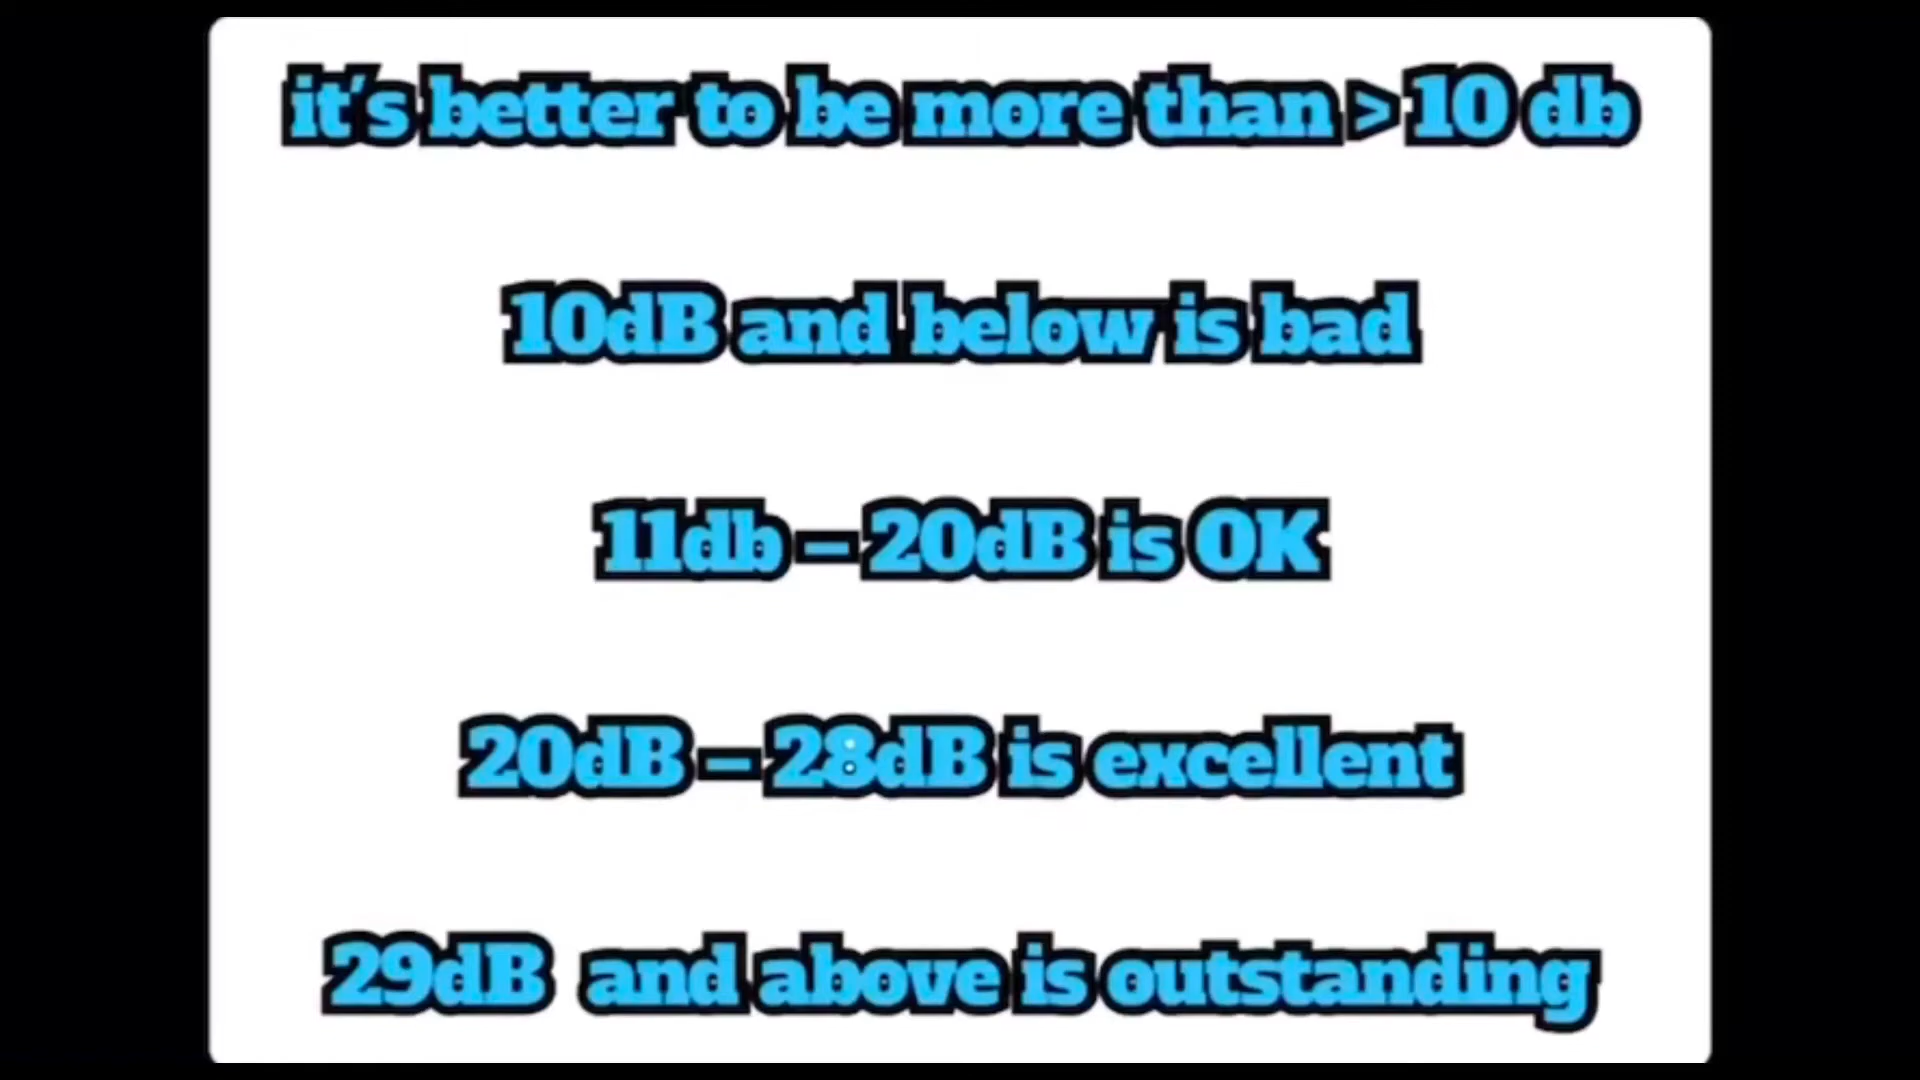 it's better to be more than > 10 db
10dB and below is bad
11db – 20dB is OK
20dB – 28dB is excellent
29dB and above is outstanding